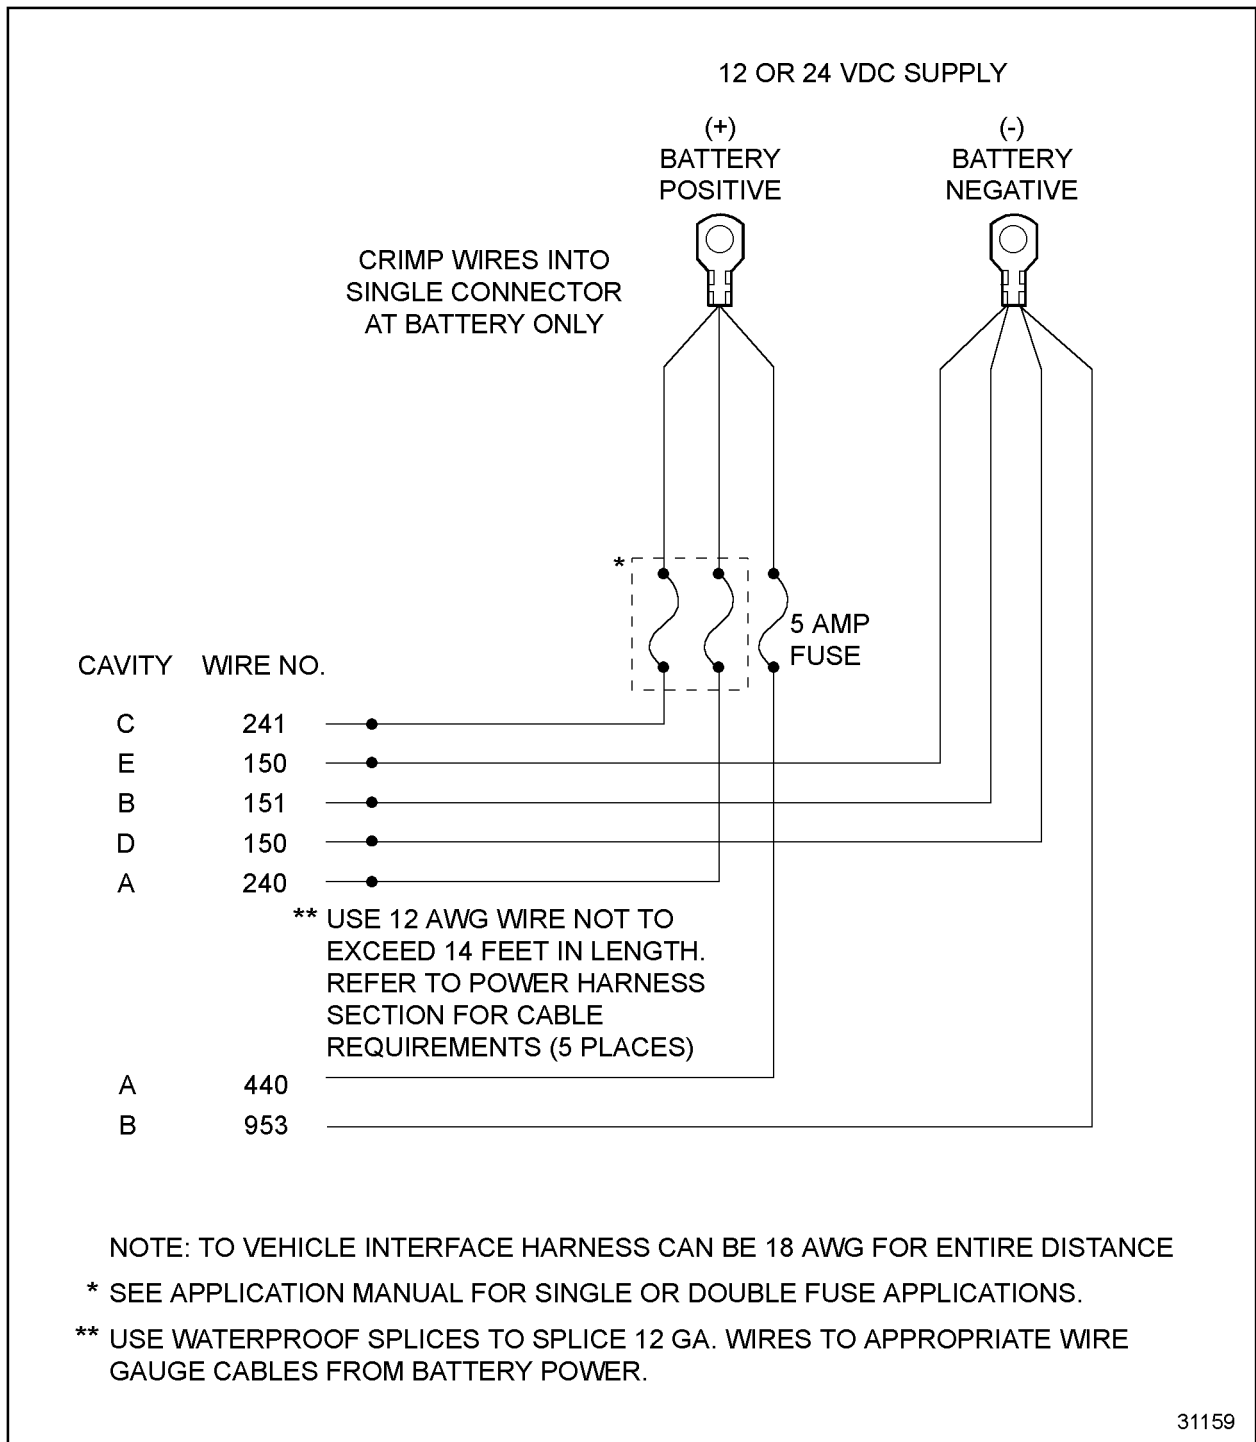 12 OR 24 VDC SUPPLY
(+)
BATTERY
POSITIVE
(-)
BATTERY
NEGATIVE
CRIMP WIRES INTO
SINGLE CONNECTOR
AT BATTERY ONLY
*
5 AMP
FUSE
CAVITY WIRE NO.
C 241
E 150
B 151
D 150
A 240
** USE 12 AWG WIRE NOT TO
EXCEED 14 FEET IN LENGTH.
REFER TO POWER HARNESS
SECTION FOR CABLE
REQUIREMENTS (5 PLACES)
A 440
B 953
NOTE: TO VEHICLE INTERFACE HARNESS CAN BE 18 AWG FOR ENTIRE DISTANCE
* SEE APPLICATION MANUAL FOR SINGLE OR DOUBLE FUSE APPLICATIONS.
** USE WATERPROOF SPLICES TO SPLICE 12 GA. WIRES TO APPROPRIATE WIRE
GAUGE CABLES FROM BATTERY POWER.
31159